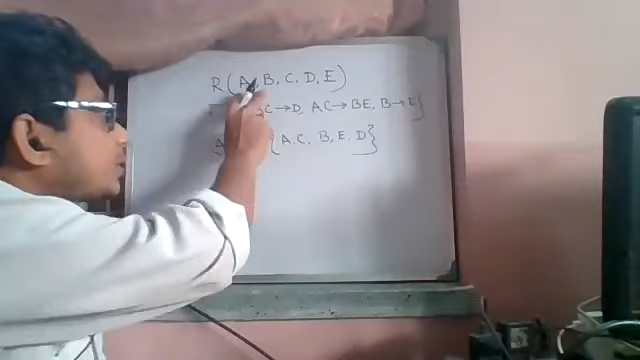 R(A, B, C, D, E)
C→D, AC→BE, B→E}
{A, C, B, E, D}